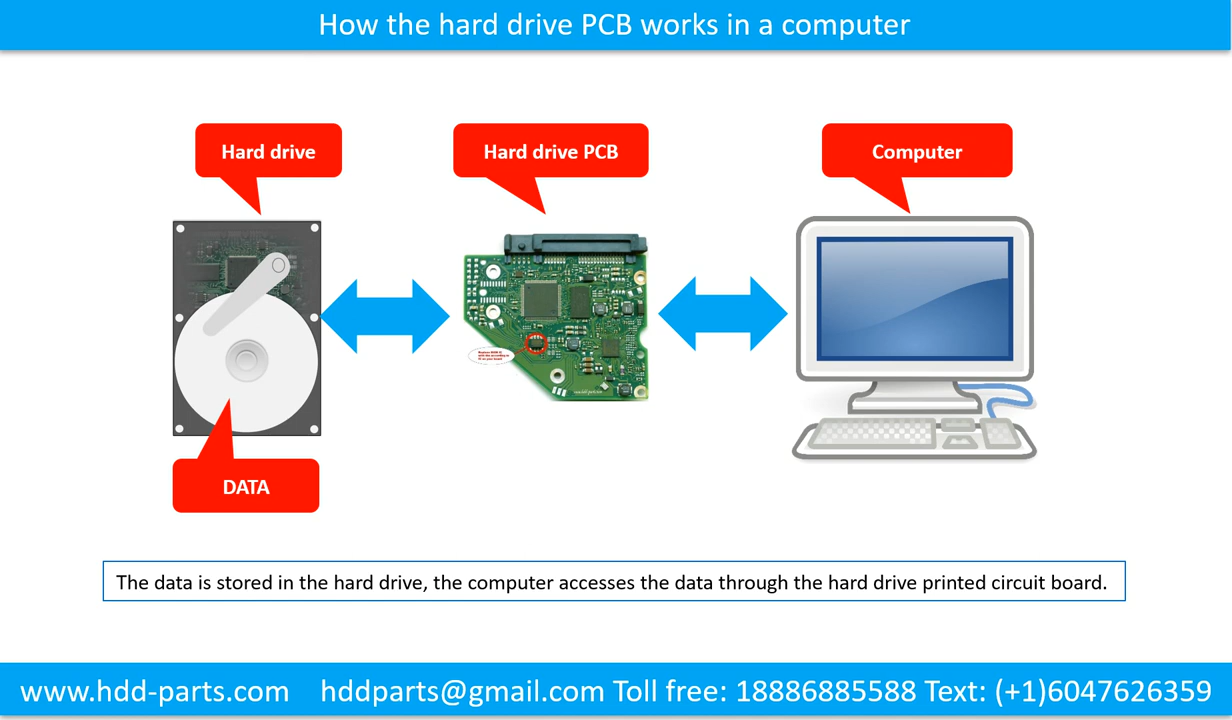 How the hard drive PCB works in a computer
Hard drive
Hard drive PCB
Computer
DATA
The data is stored in the hard drive, the computer accesses the data through the hard drive printed circuit board.
www.hdd-parts.com hddparts@gmail.com Toll free: 18886885588 Text: (+1)6047626359